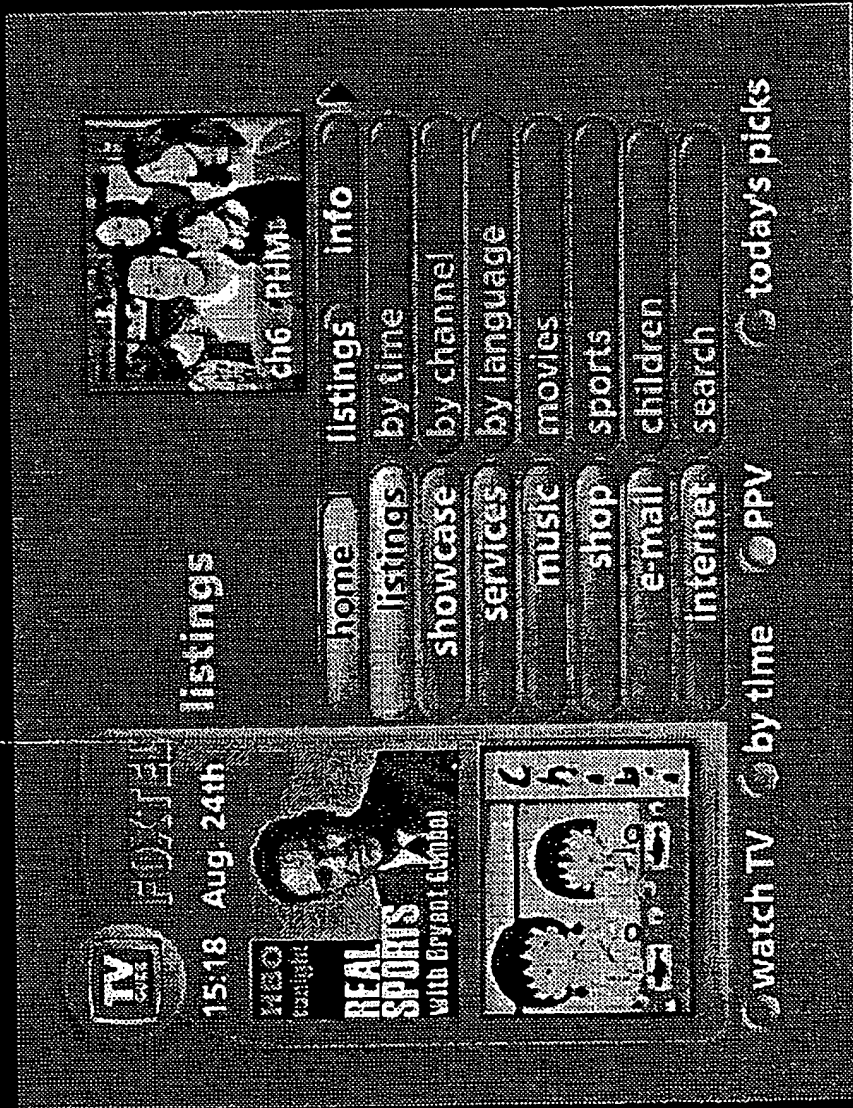 TV
FOXTEL
15:18 Aug. 24th
HBO
tonight
REAL
SPORTS
with Bryant Gumbel
listings
ch6
home
listings
showcase
services
music
shop
e-mail
internet
listings info
by time
by channel
by language
movies
sports
children
search
watch TV
by time
PPV
today's picks